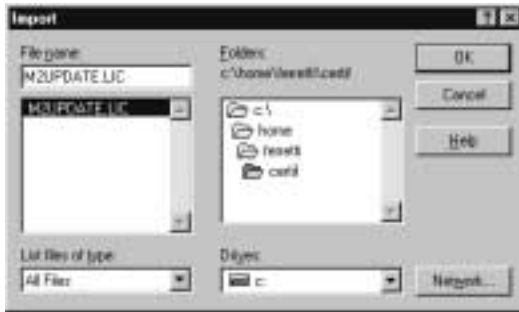 Import
File name:
M2UPDATE.LIC
M2UPDATE.LIC
List files of type:
All Files
Folders:
c:\
home
Drives:
c:
OK
Cancel
Help
Network...